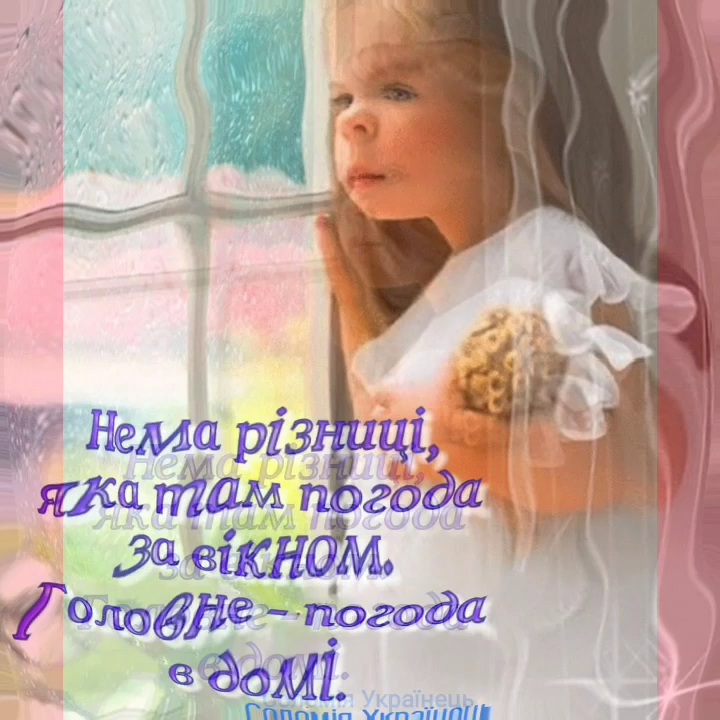 Нема різниці,
яка там погода
за вікном.
Головне – погода
в домі.
Соломія Українець